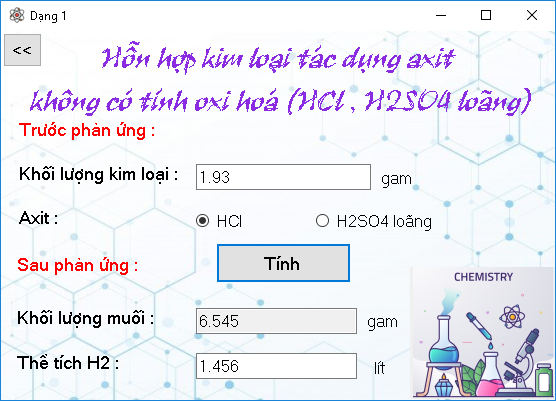 Dạng 1
<<
Hỗn hợp kim loại tác dụng axit
không có tính oxi hoá (HCl , H2SO4 loãng)
Trước phản ứng :
Khối lượng kim loại : 1.93 gam
Axit : HCl H2SO4 loãng
Sau phản ứng : Tính
CHEMISTRY
Khối lượng muối : 6.545 gam
Thể tích H2 : 1.456 lít